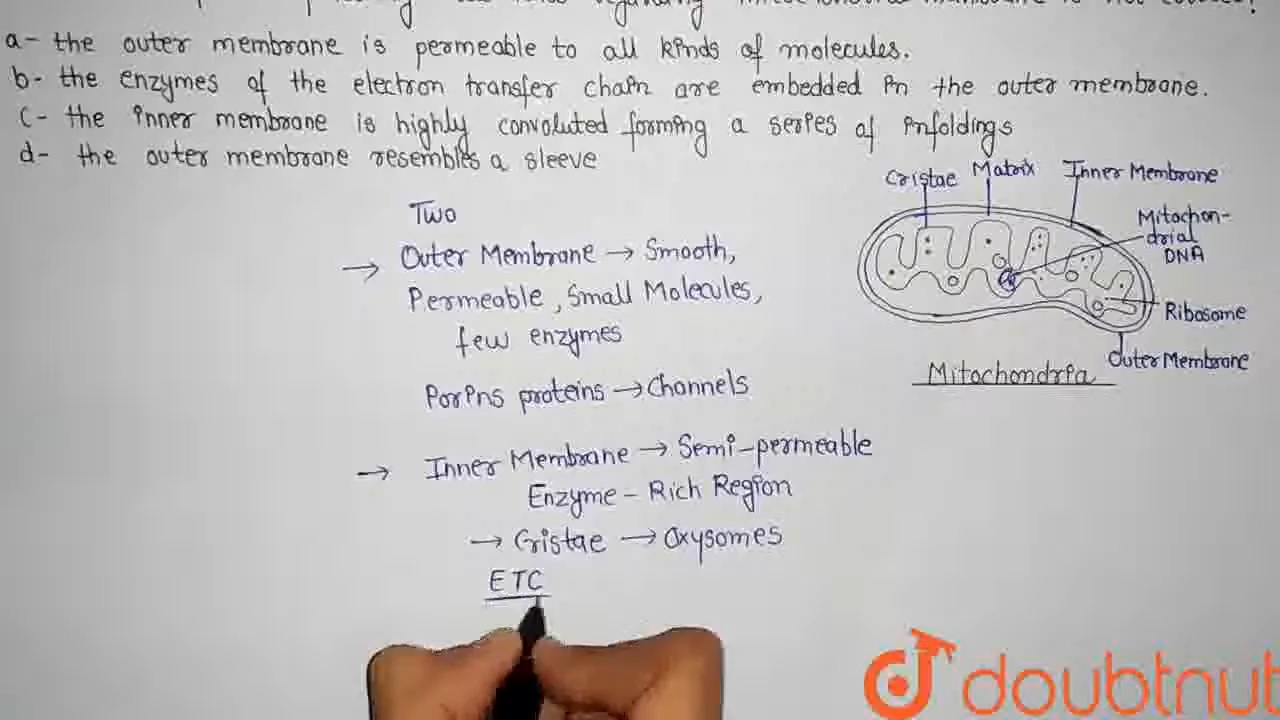 a- the outer membrane is permeable to all kinds of molecules.
b- the enzymes of the electron transfer chain are embedded in the outer membrane.
c- the inner membrane is highly convoluted forming a series of infoldings
d- the outer membrane resembles a sleeve
Two
→ Outer Membrane → Smooth,
Permeable, Small Molecules,
few enzymes
Porins proteins → Channels
→ Inner Membrane → Semi-permeable
Enzyme - Rich Region
→ Cristae → Oxysomes
ETC
Cristae
Matrix
Inner Membrane
Mitochon-
drial
DNA
Ribosome
Outer Membrane
Mitochondria
doubtnut